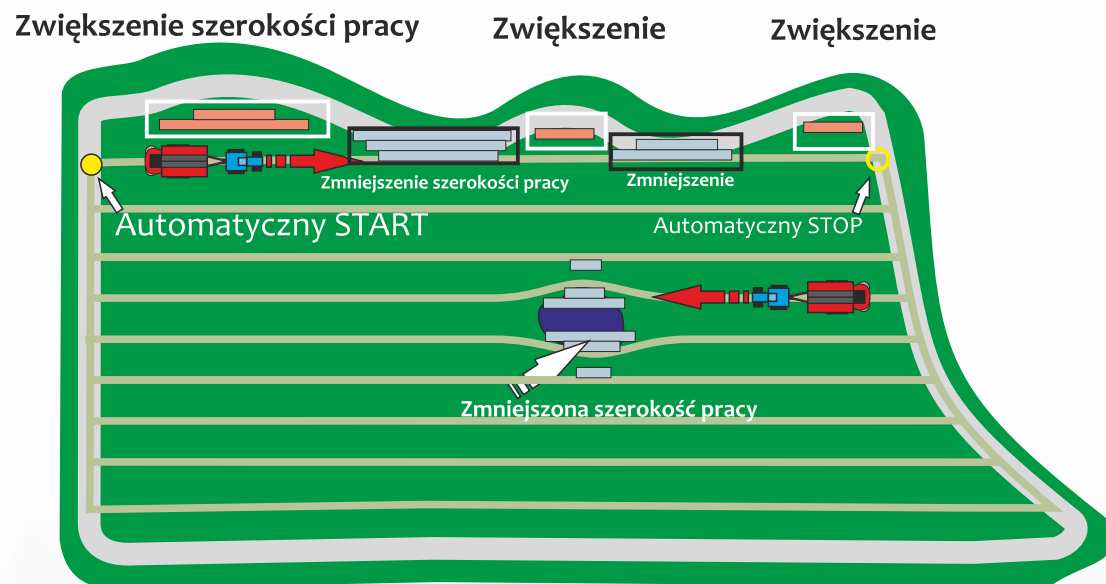 Zwiększenie szerokości pracy
Zwiększenie
Zwiększenie
Zmniejszenie szerokości pracy
Zmniejszenie
Automatyczny START
Automatyczny STOP
Zmniejszona szerokość pracy